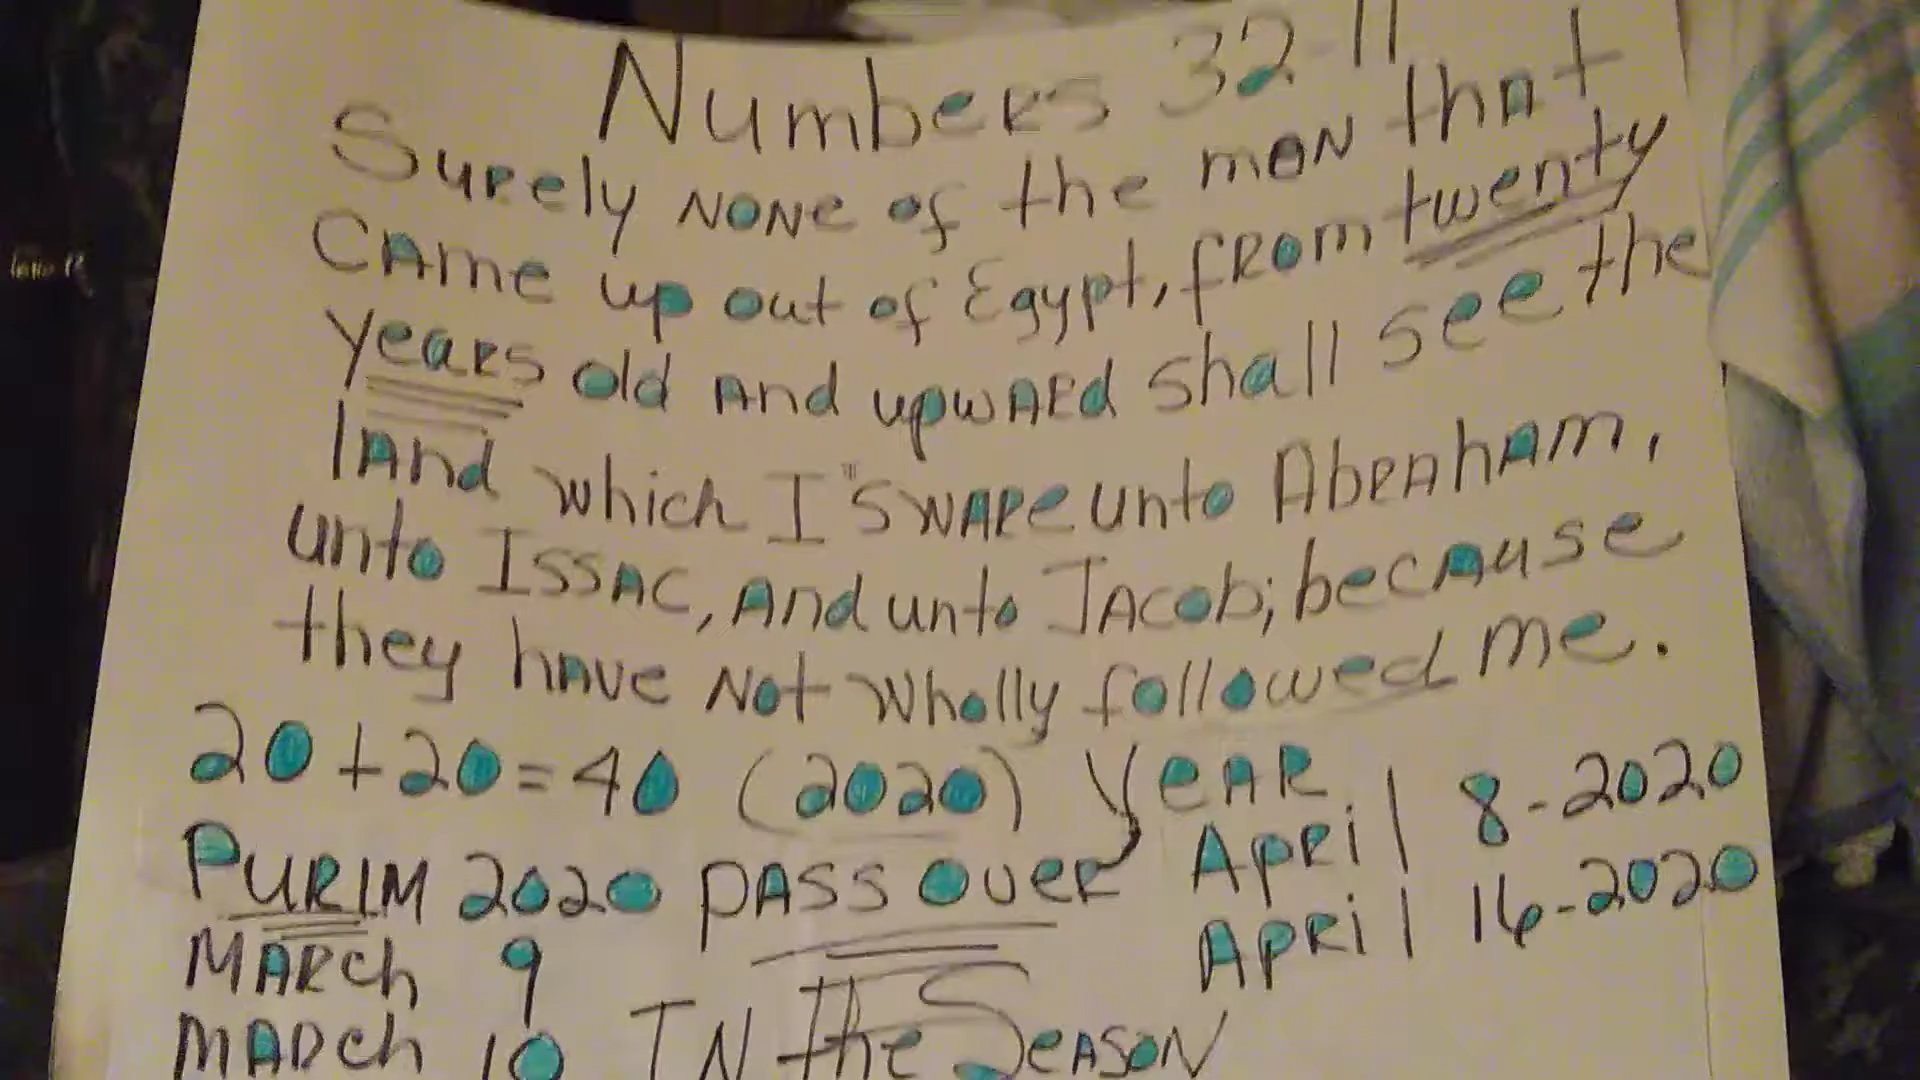 Numbers 32-11
Surely none of the man that
came up out of Egypt, from twenty
years old and upward shall see the
land which I "sware unto Abraham,
unto Issac, and unto Jacob; because
they have not wholly followed me.
20+20=40 (2020) Year
Purim 2020 Pass Over April 8-2020
March 9 April 16-2020
March 10 In the Season